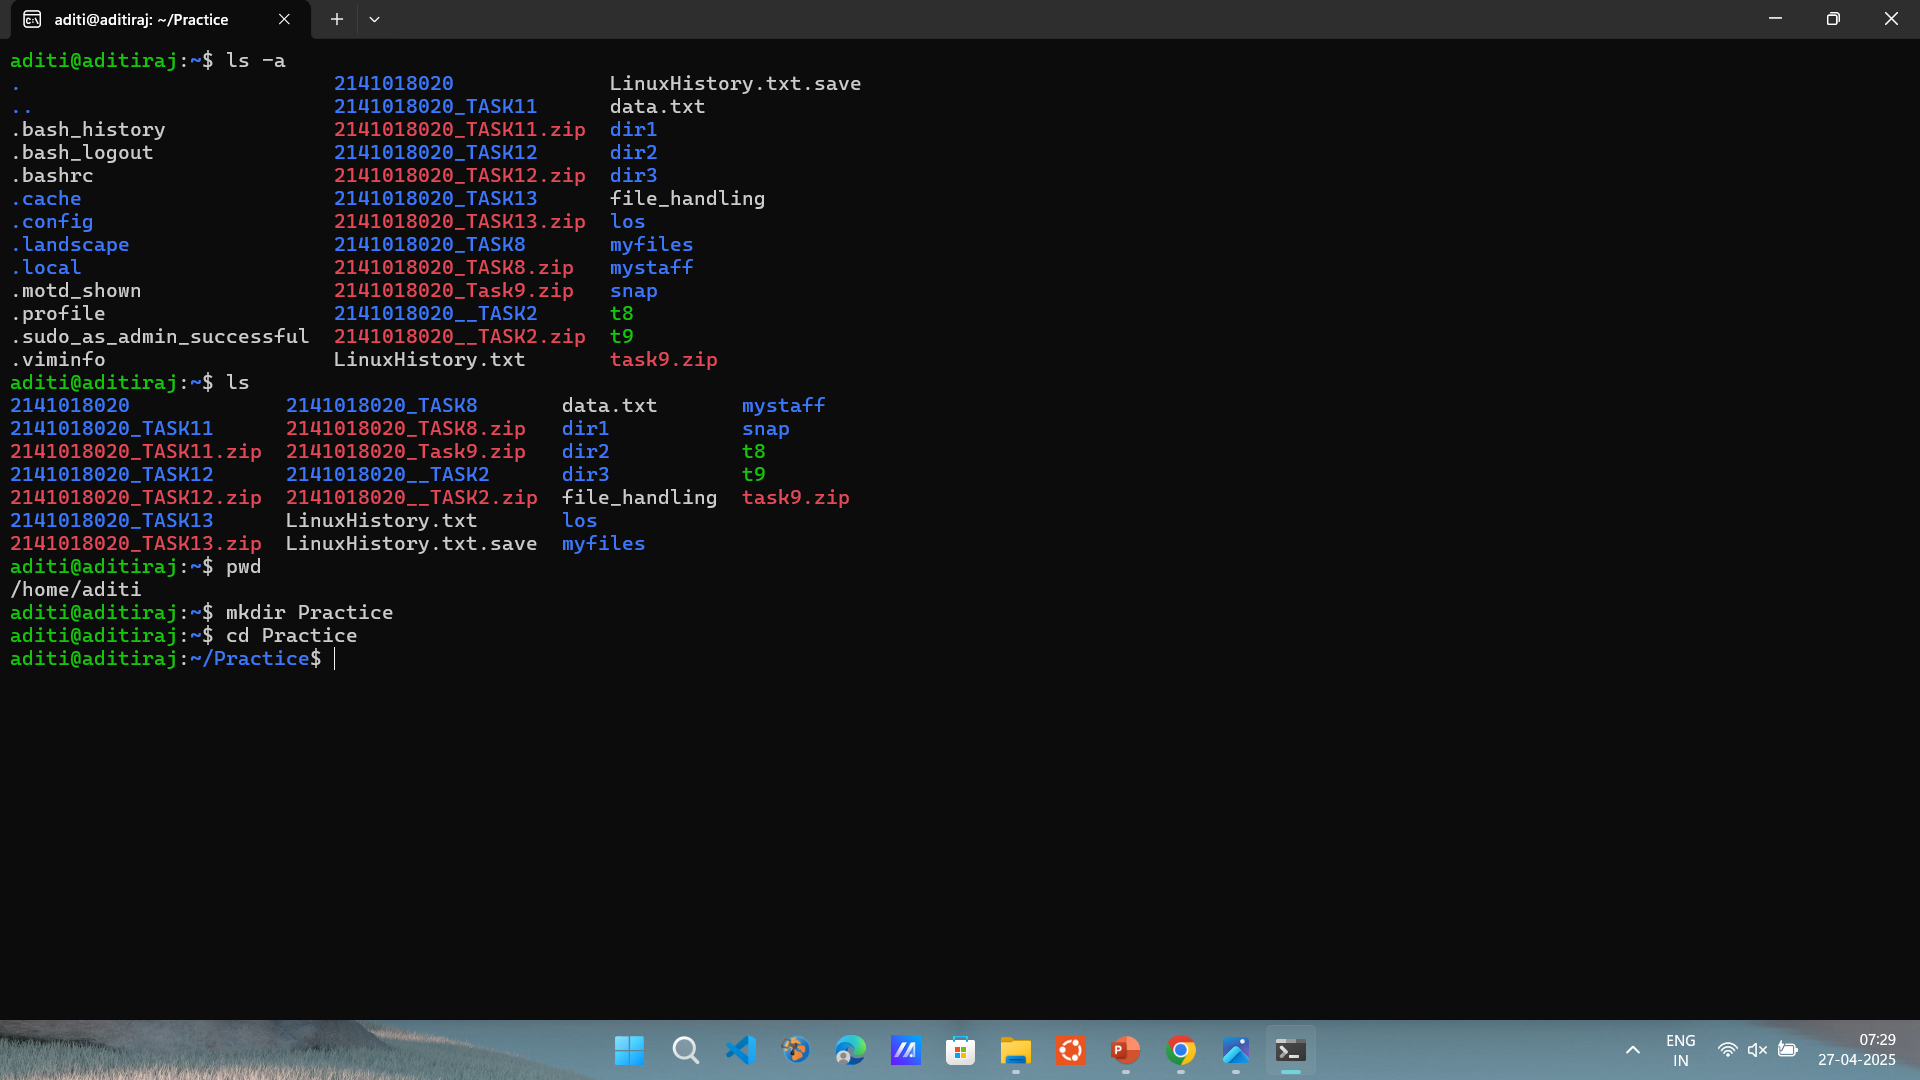 aditi@aditiraj: ~/Practice
aditi@aditiraj:~$ ls -a
. 2141018020 LinuxHistory.txt.save
.. 2141018020_TASK11 data.txt
.bash_history 2141018020_TASK11.zip dir1
.bash_logout 2141018020_TASK12 dir2
.bashrc 2141018020_TASK12.zip dir3
.cache 2141018020_TASK13 file_handling
.config 2141018020_TASK13.zip los
.landscape 2141018020_TASK8 myfiles
.local 2141018020_TASK8.zip mystaff
.motd_shown 2141018020_Task9.zip snap
.profile 2141018020__TASK2 t8
.sudo_as_admin_successful 2141018020__TASK2.zip t9
.viminfo LinuxHistory.txt task9.zip
aditi@aditiraj:~$ ls
2141018020 2141018020_TASK8 data.txt mystaff
2141018020_TASK11 2141018020_TASK8.zip dir1 snap
2141018020_TASK11.zip 2141018020_Task9.zip dir2 t8
2141018020_TASK12 2141018020__TASK2 dir3 t9
2141018020_TASK12.zip 2141018020__TASK2.zip file_handling task9.zip
2141018020_TASK13 LinuxHistory.txt los
2141018020_TASK13.zip LinuxHistory.txt.save myfiles
aditi@aditiraj:~$ pwd
/home/aditi
aditi@aditiraj:~$ mkdir Practice
aditi@aditiraj:~$ cd Practice
aditi@aditiraj:~/Practice$
ENG 07:29
IN 27-04-2025